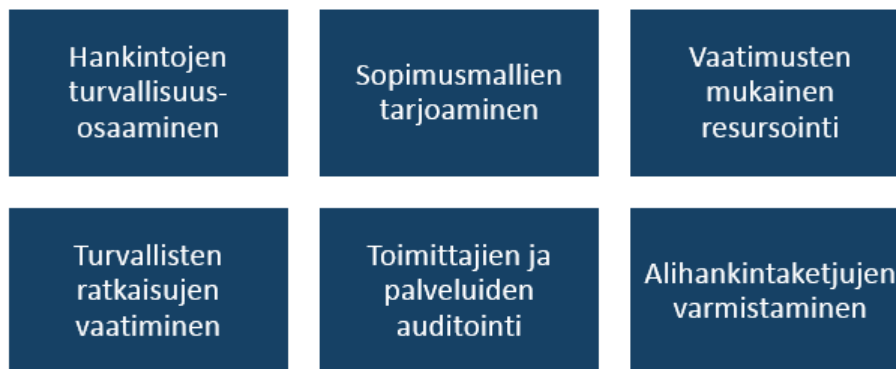 Hankintojen
turvallisuus-
osaaminen
Sopimusmallien
tarjoaminen
Vaatimusten
mukainen
resursointi
Turvallisten
ratkaisujen
vaatiminen
Toimittajien ja
palveluiden
auditointi
Alihankintaketjujen
varmistaminen